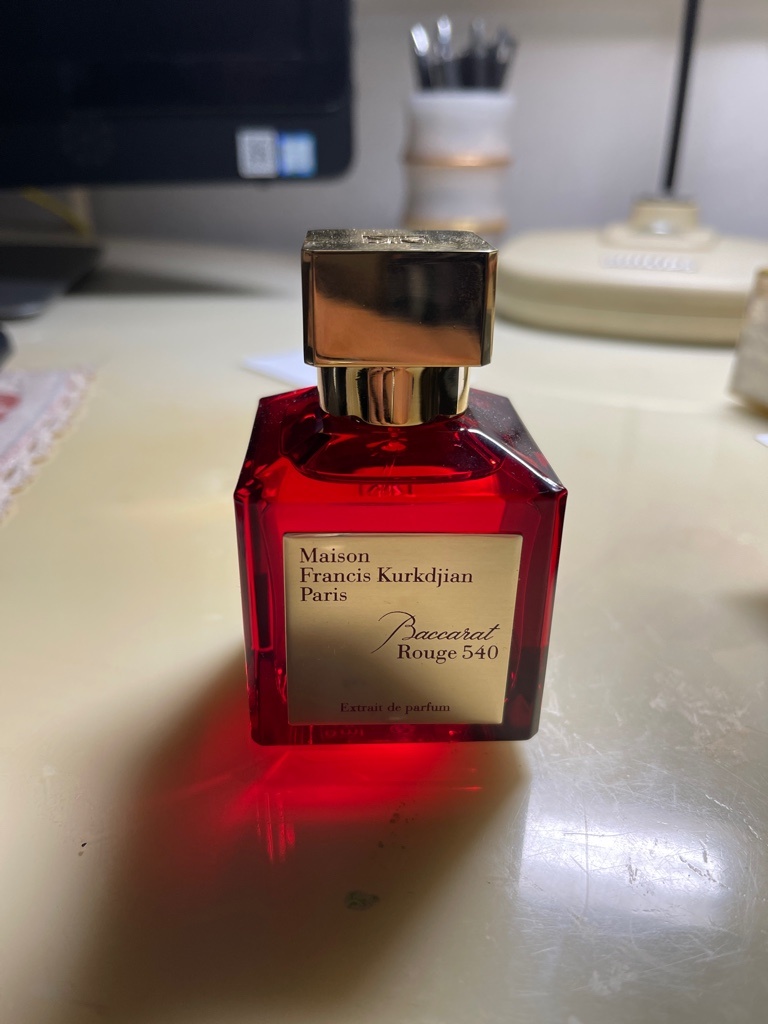 Maison
Francis Kurkdjian
Paris
Baccarat
Rouge 540
Extrait de parfum